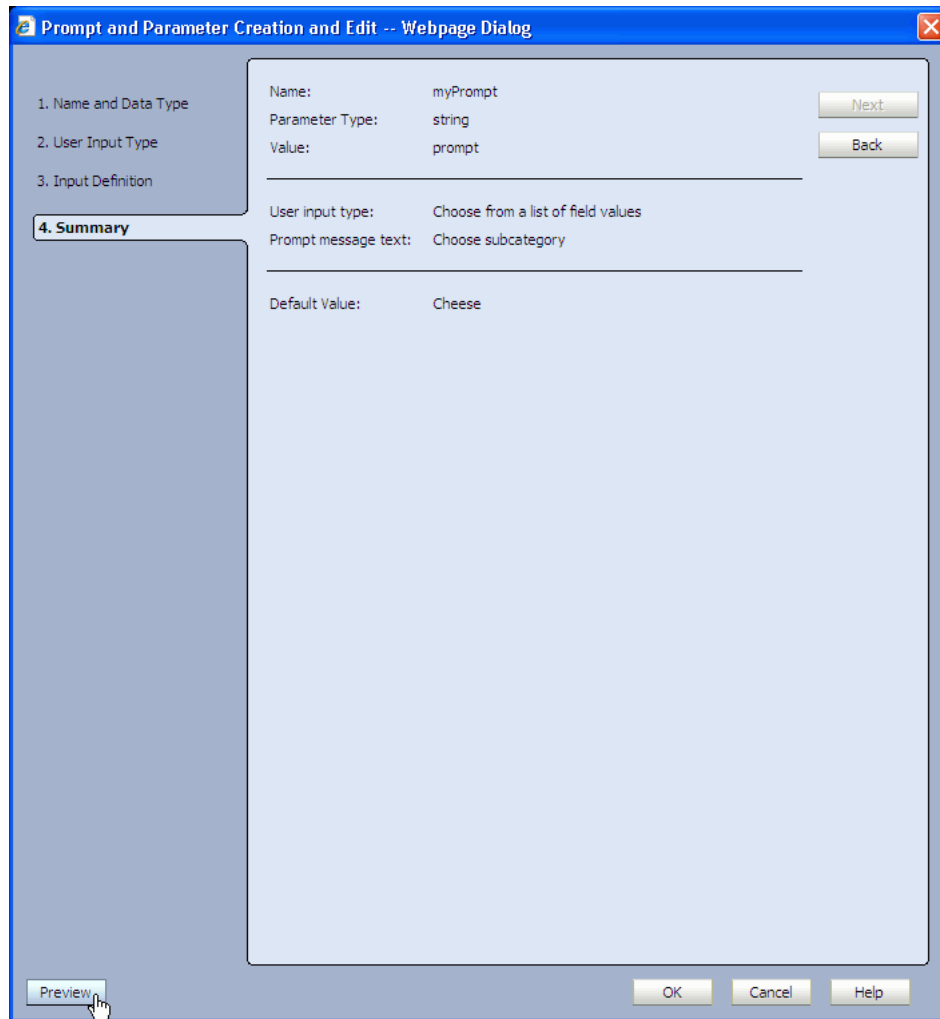 Prompt and Parameter Creation and Edit -- Webpage Dialog
1. Name and Data Type
2. User Input Type
3. Input Definition
4. Summary
Name: myPrompt
Parameter Type: string
Value: prompt
User input type: Choose from a list of field values
Prompt message text: Choose subcategory
Default Value: Cheese
Next
Back
Preview
OK Cancel Help